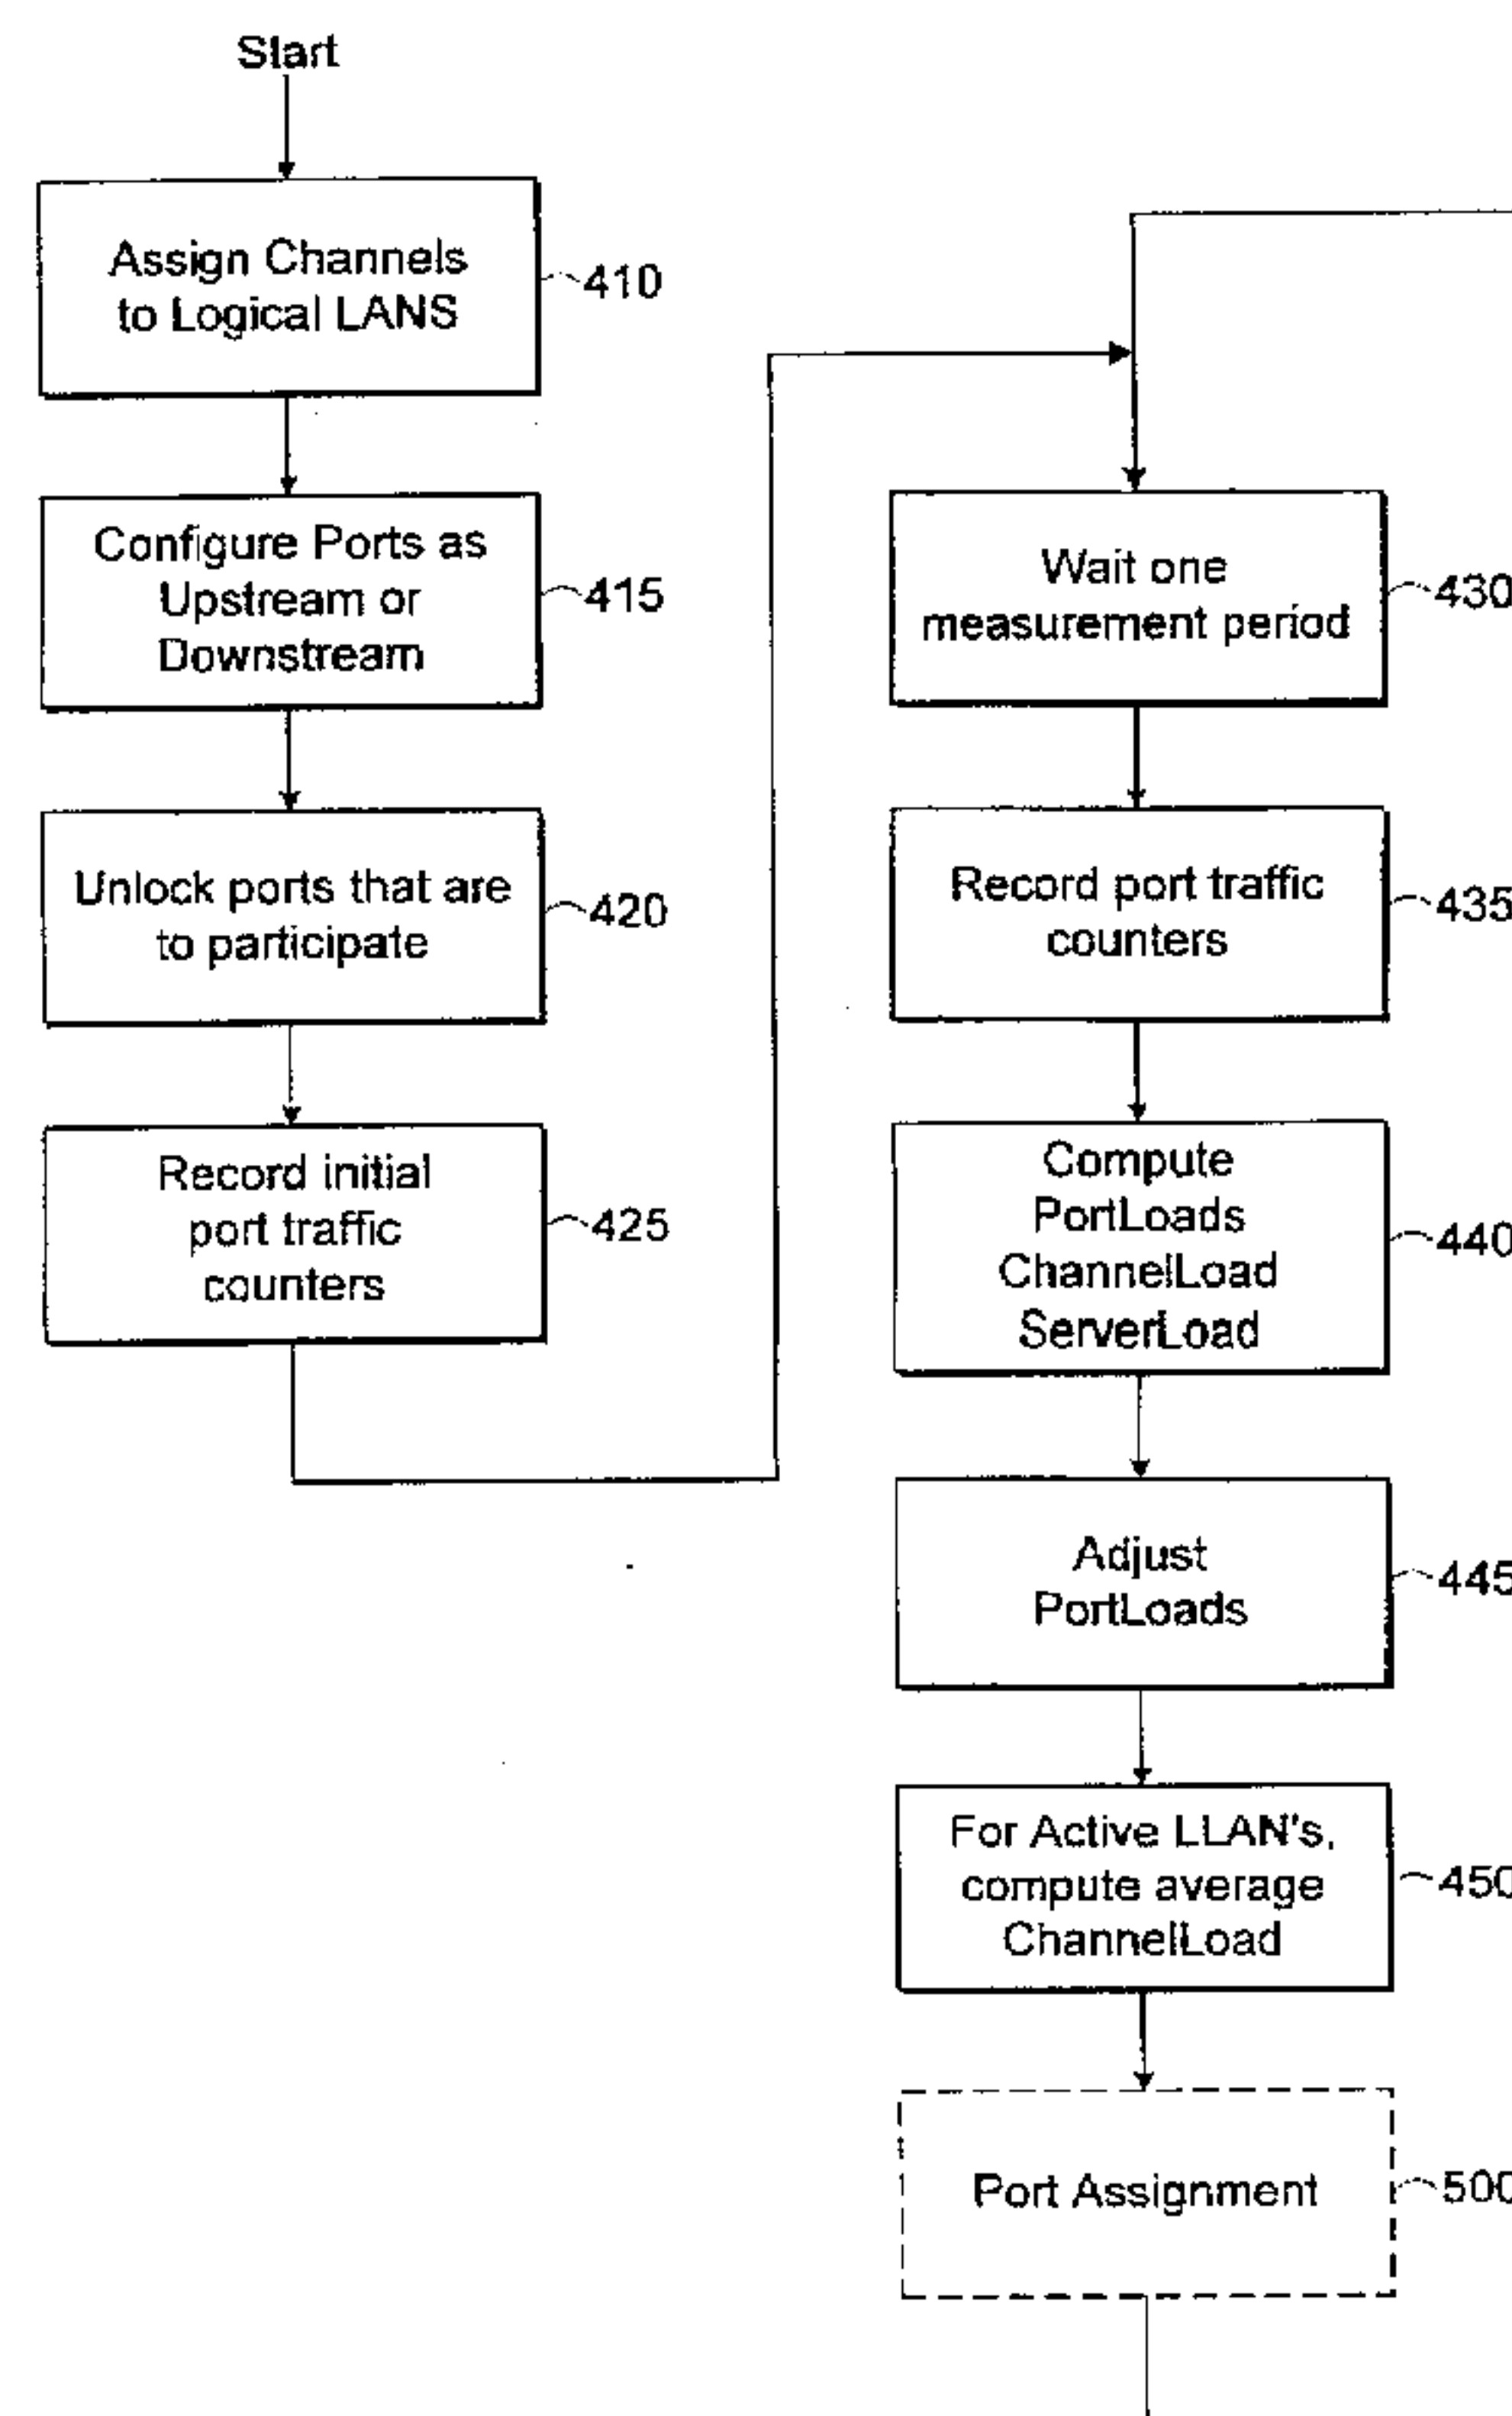 Start
Assign Channels
to Logical LANS
410
Configure Ports as
Upstream or
Downstream
415
Unlock ports that are
to participate
420
Record initial
port traffic
counters
425
Wait one
measurement period
430
Record port traffic
counters
435
Compute
PortLoads
ChannelLoad
ServerLoad
440
Adjust
PortLoads
445
For Active LLAN's,
compute average
ChannelLoad
450
Port Assignment
500